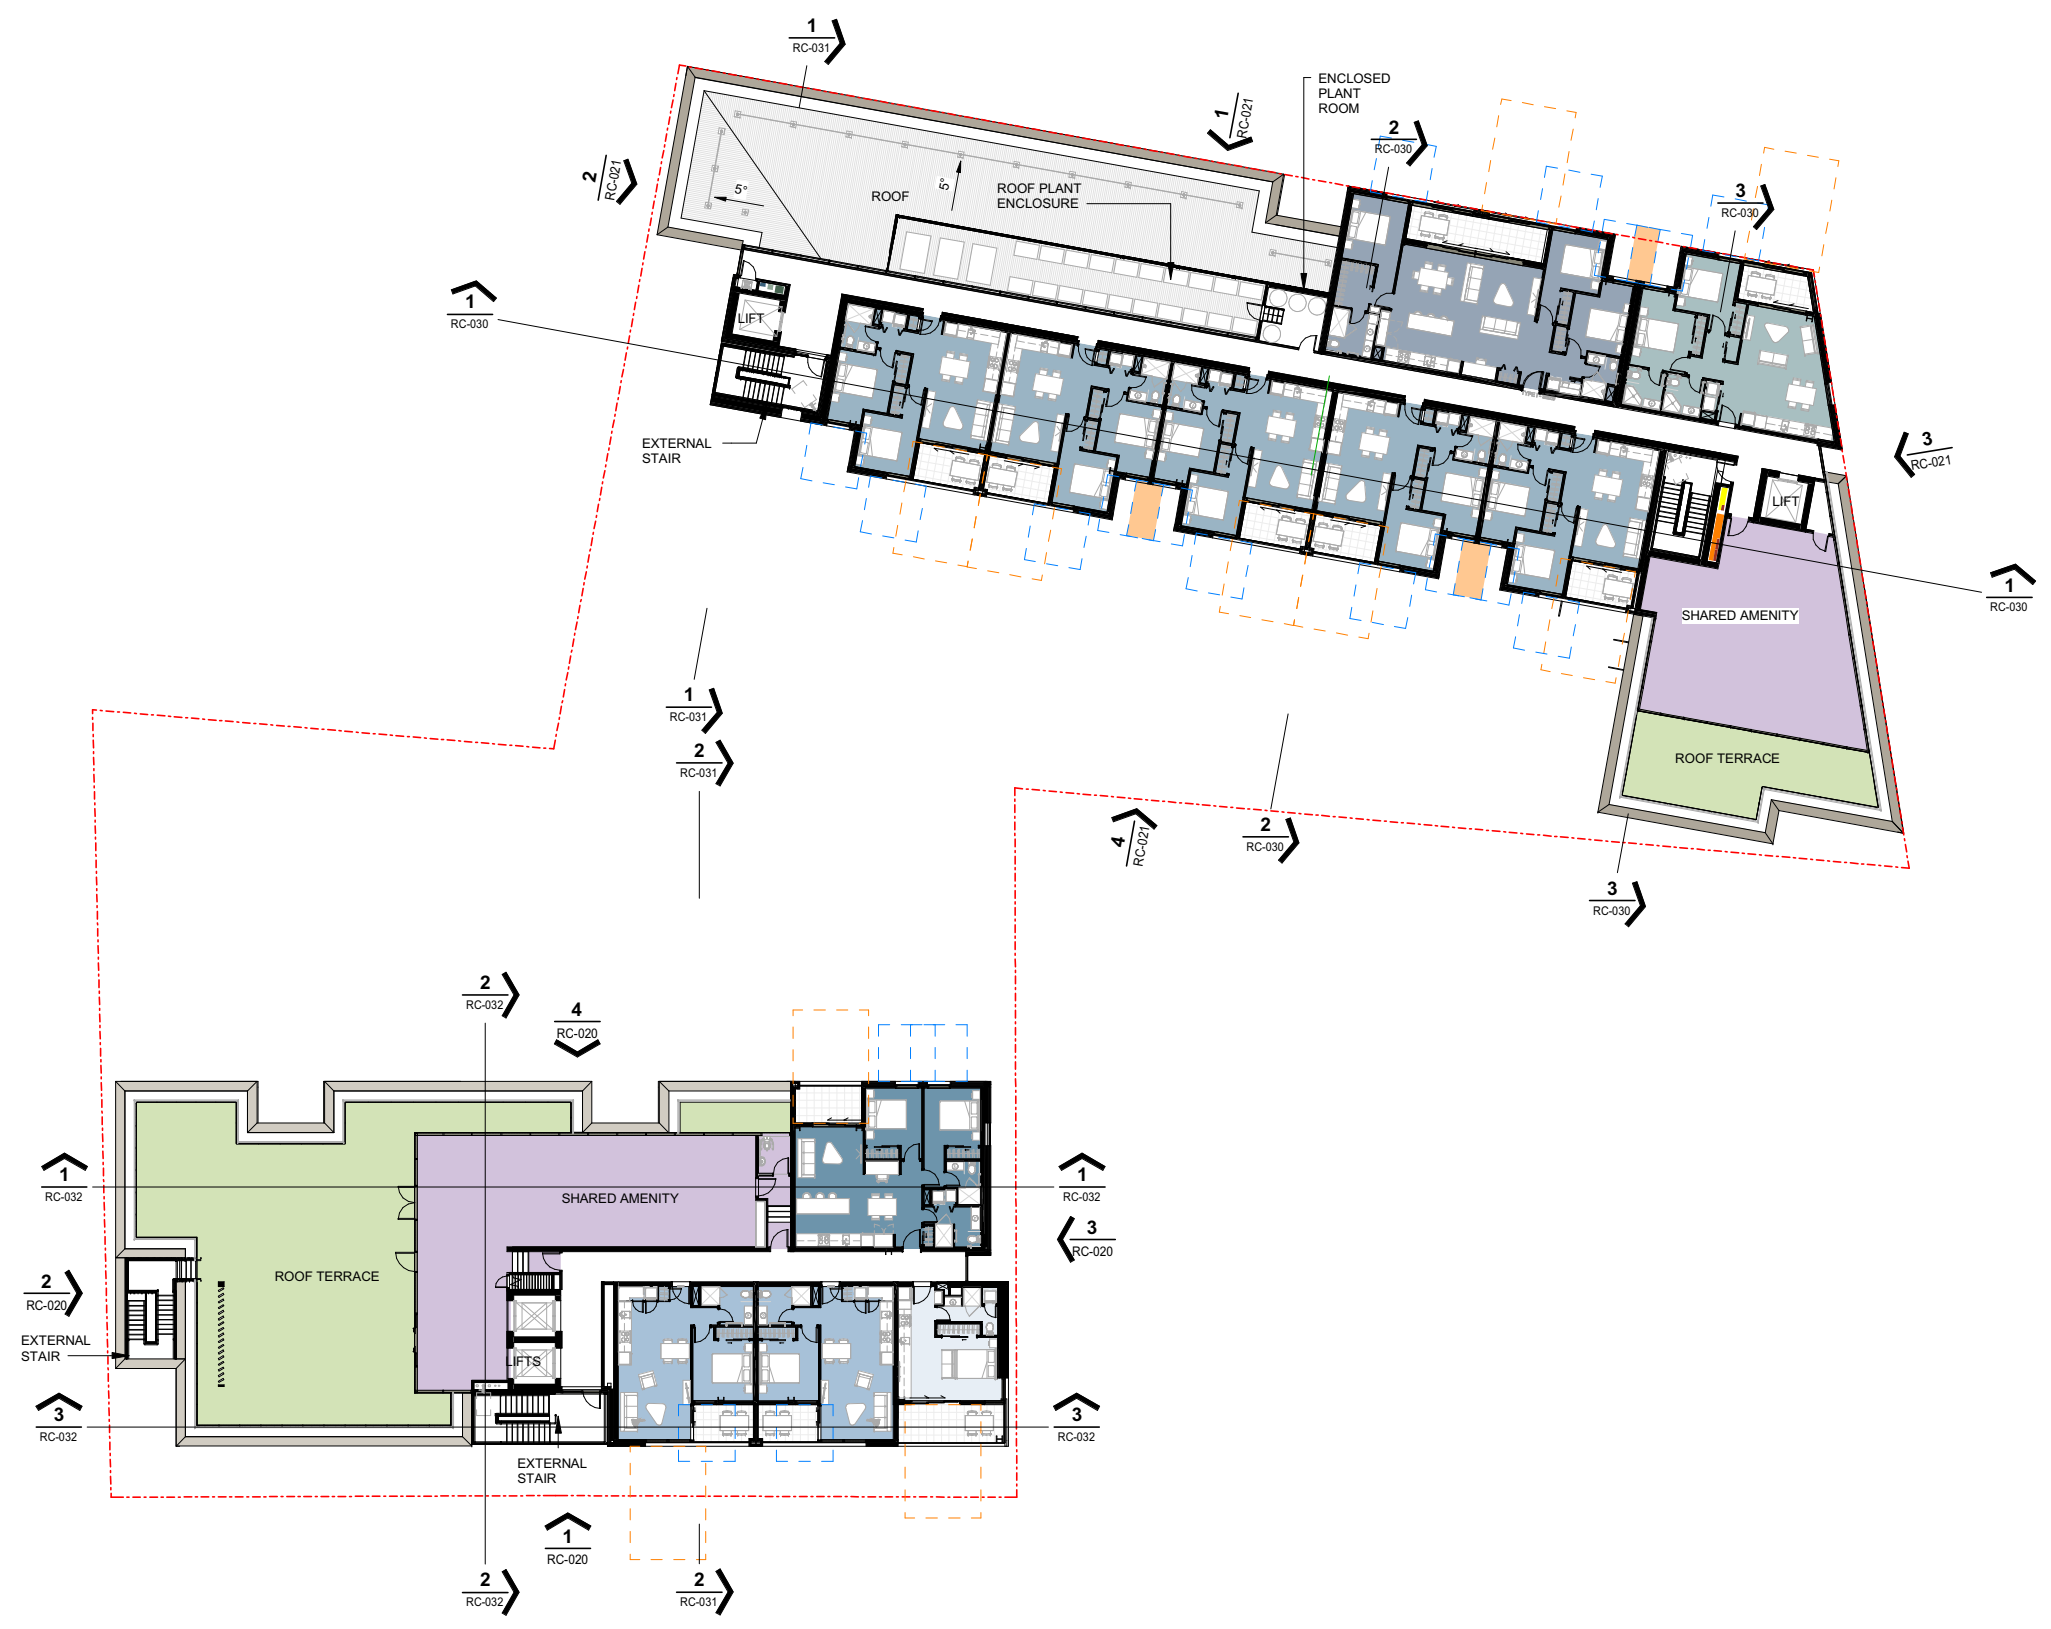 1
RC-031
ENCLOSED
PLANT
ROOM
1
RC-021
2
RC-030
2
RC-021
3
RC-030
5°
5°
ROOF
ROOF PLANT
ENCLOSURE
1
RC-030
LIFT
EXTERNAL
STAIR
3
RC-021
LIFT
1
RC-030
SHARED AMENITY
1
RC-031
2
RC-031
ROOF TERRACE
2
RC-030
4
RC-021
3
RC-030
2
RC-032
4
RC-020
1
RC-032
SHARED AMENITY
1
RC-032
3
RC-020
2
RC-020
ROOF TERRACE
EXTERNAL
STAIR
LIFTS
3
RC-032
3
RC-032
EXTERNAL
STAIR
1
RC-020
2
RC-032
2
RC-031